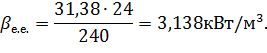 βе.е. = 31,38 · 24 / 240 = 3,138кВт/м³.